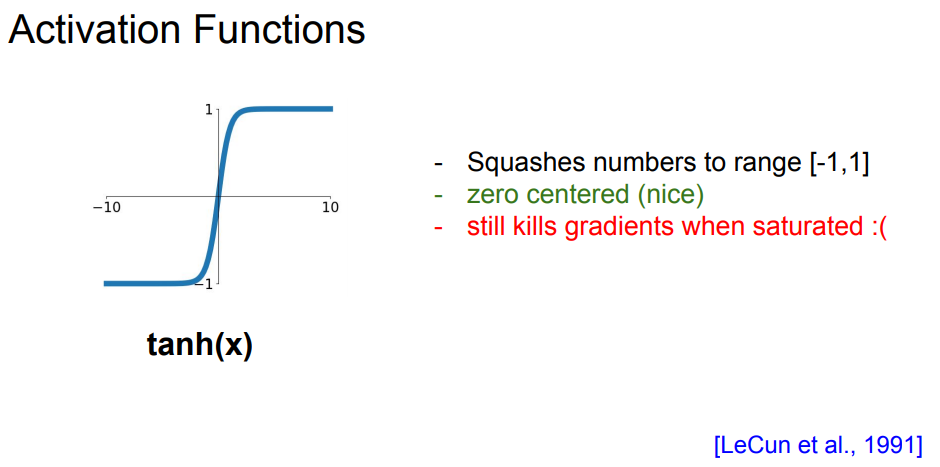 Activation Functions
1
−10
10
−1
- Squashes numbers to range [-1,1]
- zero centered (nice)
- still kills gradients when saturated :(
tanh(x)
[LeCun et al., 1991]